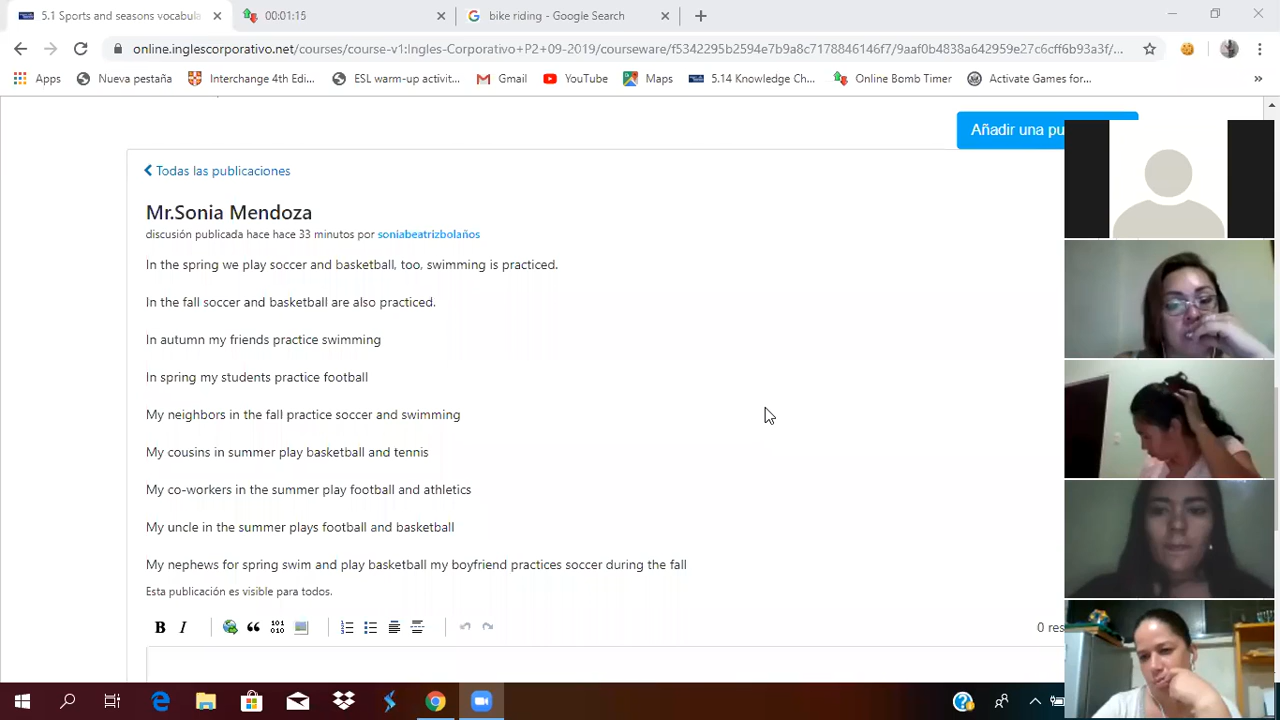 5.1 Sports and seasons vocabula
00:01:15
bike riding - Google Search
online.inglescorporativo.net/courses/course-v1:Ingles-Corporativo+P2+09-2019/courseware/f5342295b2594e7b9a8c7178846146f7/9aaf0b4838a642959e27c6cff6b93a3f/...
Apps
Nueva pestaña
Interchange 4th Edi...
ESL warm-up activit...
Gmail
YouTube
Maps
5.14 Knowledge Ch...
Online Bomb Timer
Activate Games for...
»
Añadir una pu
Todas las publicaciones
Mr.Sonia Mendoza
discusión publicada hace hace 33 minutos por soniabeatrizbolaños
In the spring we play soccer and basketball, too, swimming is practiced.
In the fall soccer and basketball are also practiced.
In autumn my friends practice swimming
In spring my students practice football
My neighbors in the fall practice soccer and swimming
My cousins in summer play basketball and tennis
My co-workers in the summer play football and athletics
My uncle in the summer plays football and basketball
My nephews for spring swim and play basketball my boyfriend practices soccer during the fall
Esta publicación es visible para todos.
B I
0 res